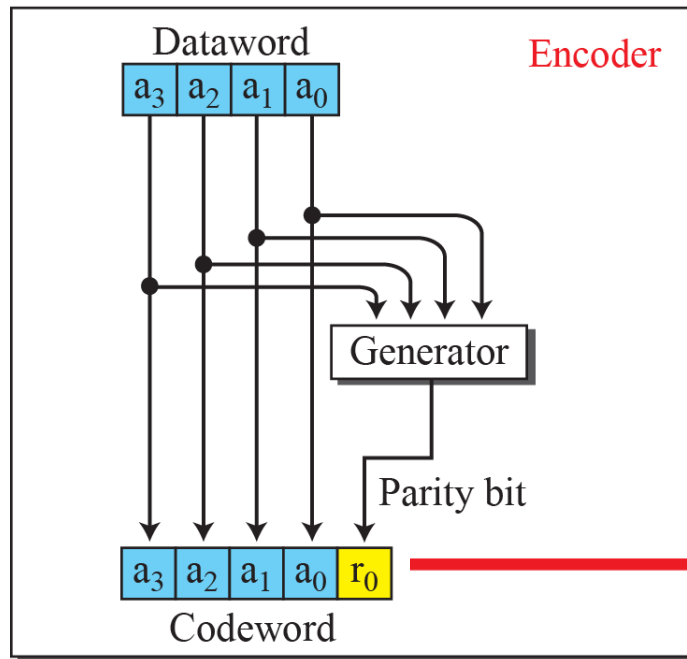 Dataword
Encoder
a3 a2 a1 a0
Generator
Parity bit
a3 a2 a1 a0 r0
Codeword